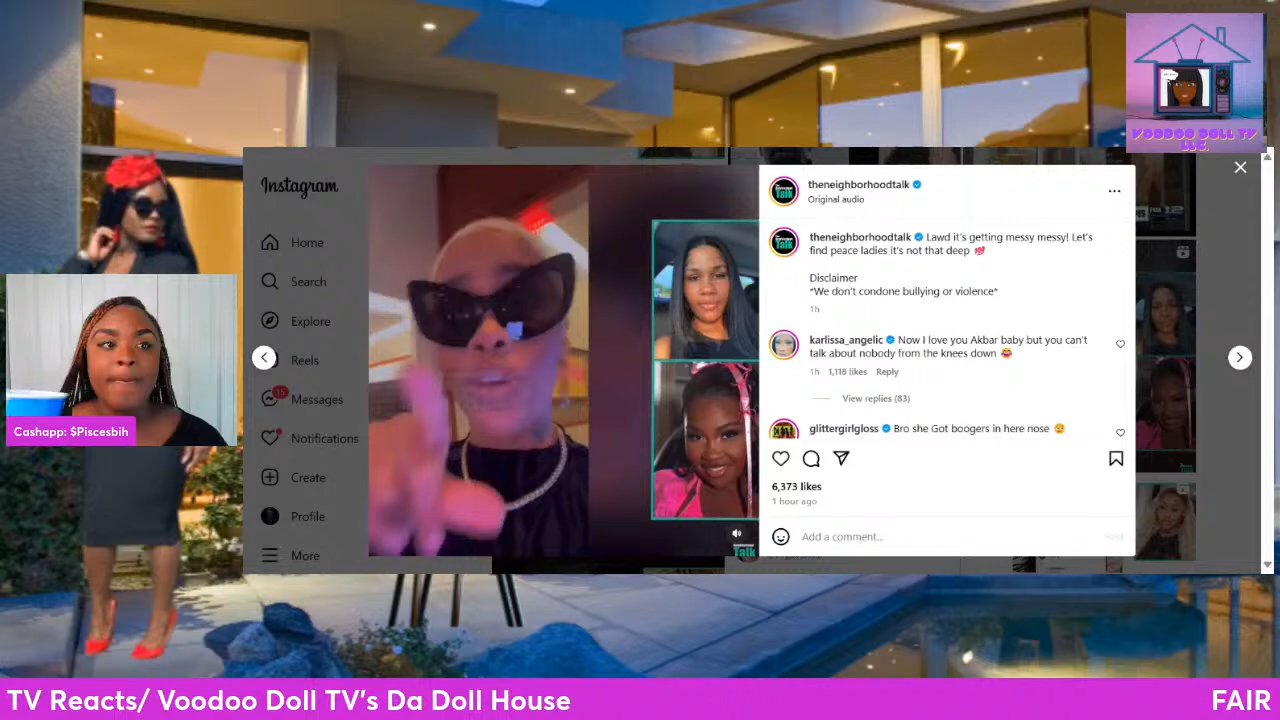 VOODOO DOLL TV
LLC.
Instagram
Home
Search
Explore
Reels
Messages
Notifications
Create
Profile
More
Talk
theneighborhoodtalk
Original audio
theneighborhoodtalk Lawd it's getting messy messy! Let's
find peace ladies it's not that deep 💯
Disclaimer
*We don't condone bullying or violence*
1h
karlissa_angelic Now I love you Akbar baby but you can't
talk about nobody from the knees down 😂
1h 1,118 likes Reply
View replies (83)
glittergirlgloss Bro she Got boogers in here nose
6,373 likes
1 hour ago
Add a comment...
Cashapp: $Piscesbih
TV Reacts/ Voodoo Doll TV's Da Doll House
FAIR